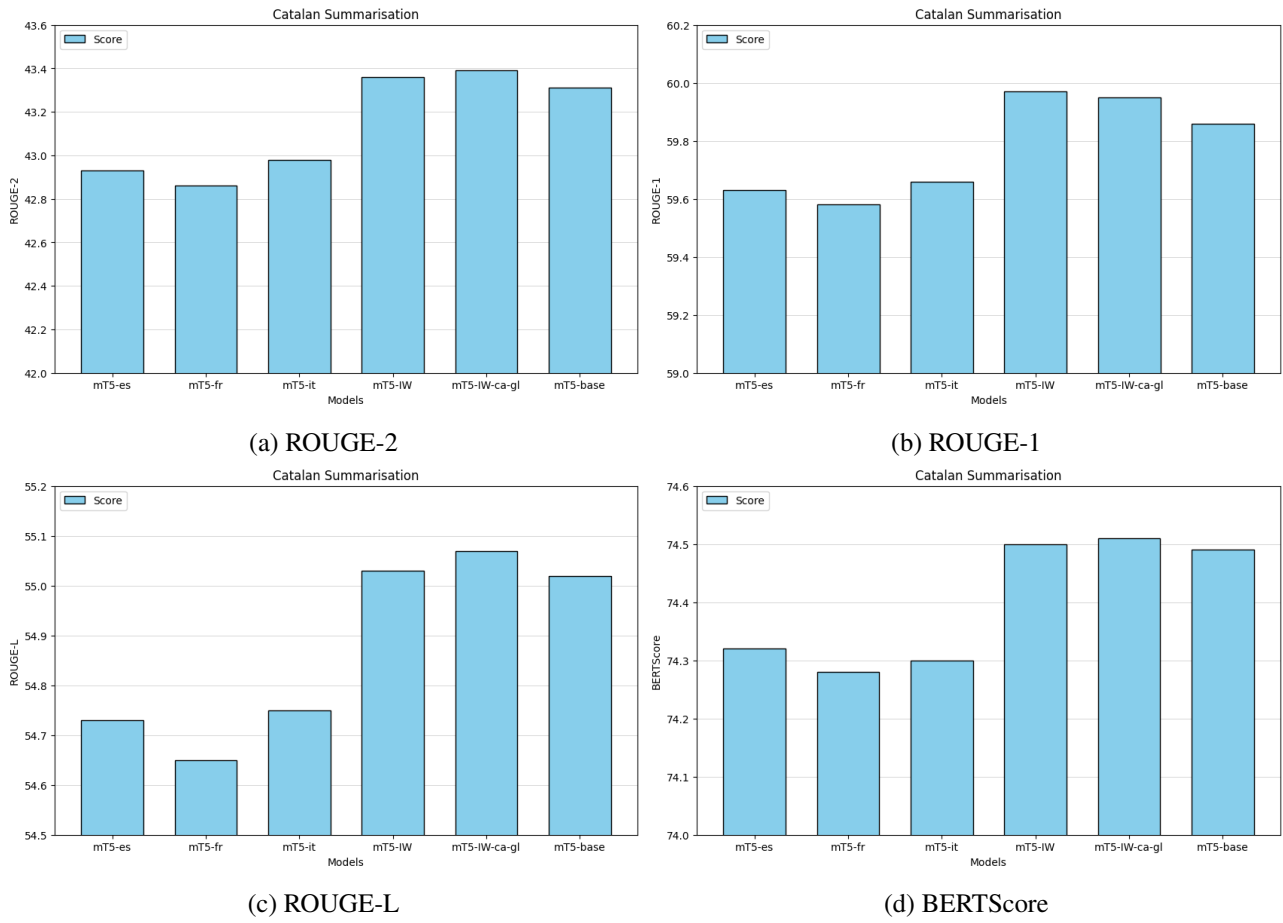 Catalan Summarisation
Score
43.6
43.4
43.2
43.0
42.8
42.6
42.4
42.2
42.0
ROUGE-2
mT5-es mT5-fr mT5-it mT5-IW mT5-IW-ca-gl mT5-base
Models
(a) ROUGE-2
Catalan Summarisation
Score
60.2
60.0
59.8
59.6
59.4
59.2
59.0
ROUGE-1
mT5-es mT5-fr mT5-it mT5-IW mT5-IW-ca-gl mT5-base
Models
(b) ROUGE-1
Catalan Summarisation
Score
55.2
55.1
55.0
54.9
54.8
54.7
54.6
54.5
ROUGE-L
mT5-es mT5-fr mT5-it mT5-IW mT5-IW-ca-gl mT5-base
Models
(c) ROUGE-L
Catalan Summarisation
Score
74.6
74.5
74.4
74.3
74.2
74.1
74.0
BERTScore
mT5-es mT5-fr mT5-it mT5-IW mT5-IW-ca-gl mT5-base
Models
(d) BERTScore